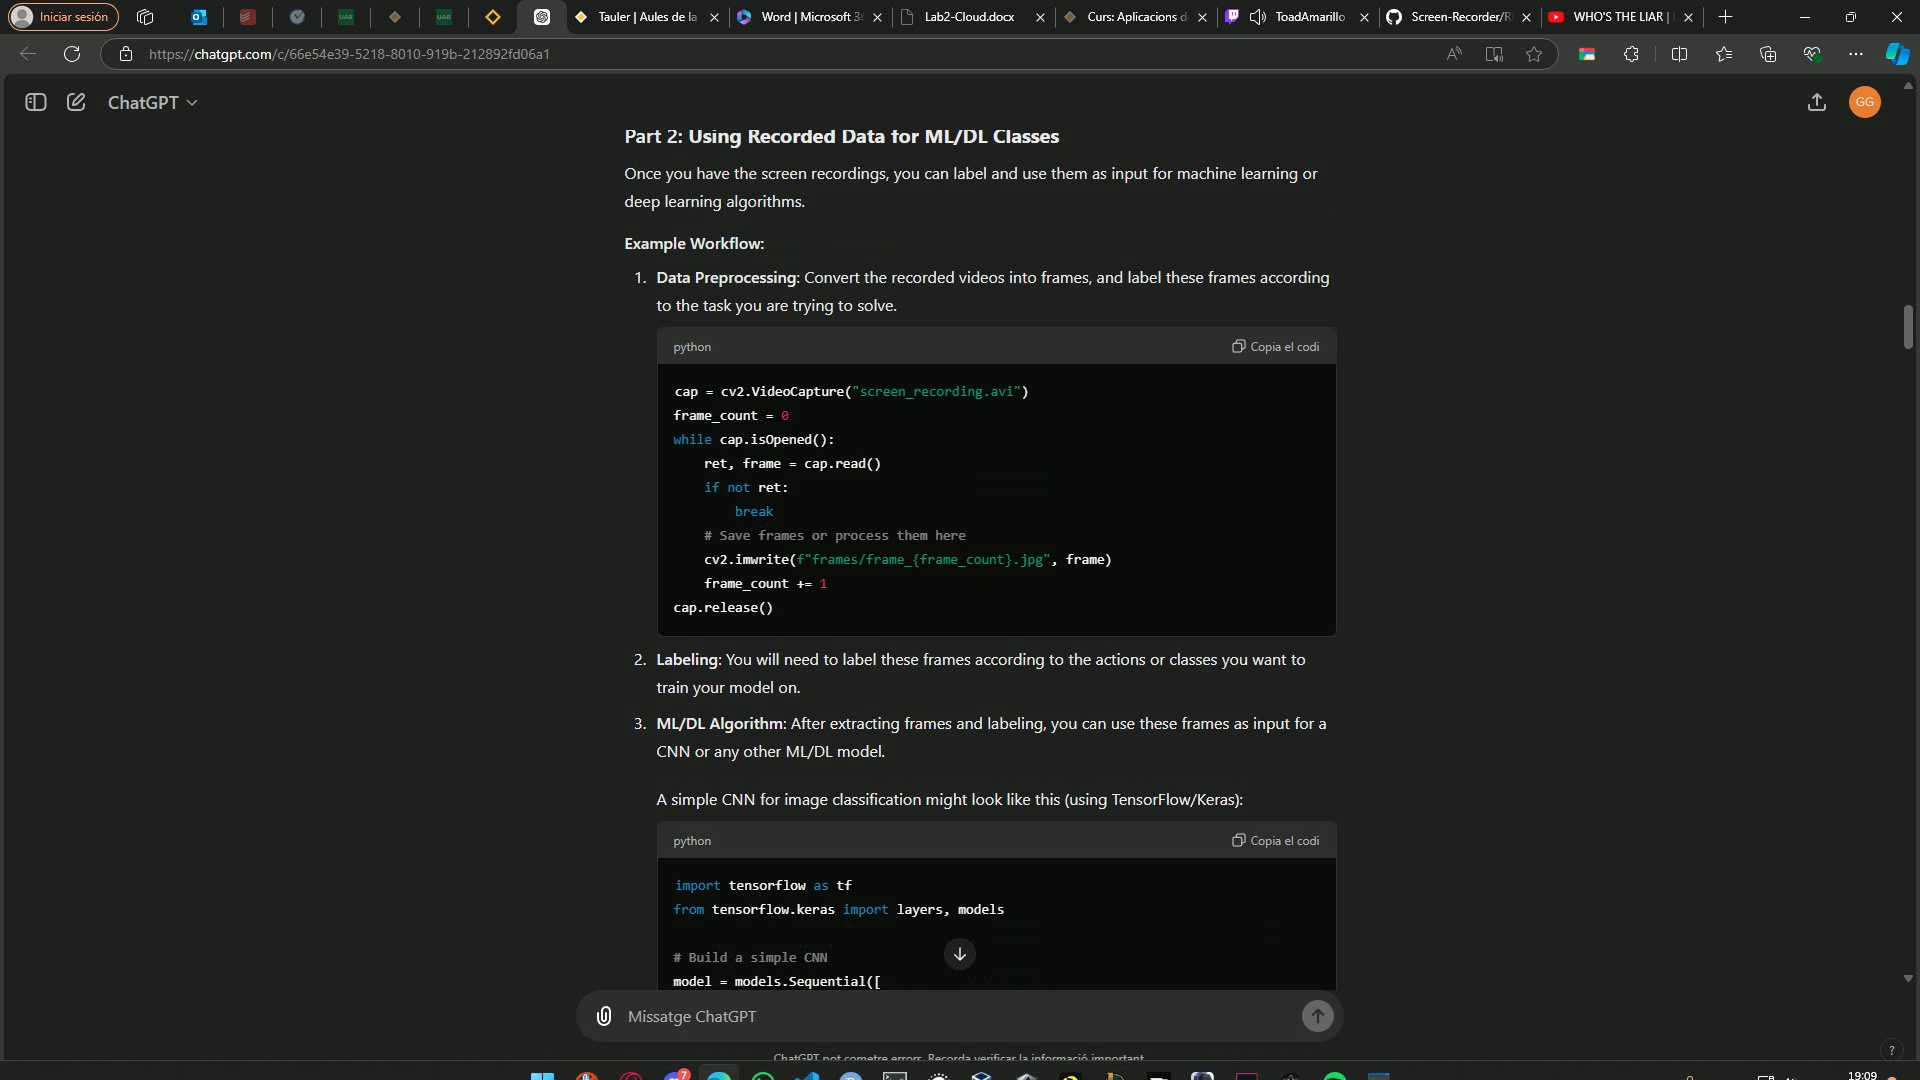 Iniciar sesión
Tauler | Aules de la
Word | Microsoft 3
Lab2-Cloud.docx
Curs: Aplicacions d
ToadAmarillo
Screen-Recorder/R
WHO'S THE LIAR |
https://chatgpt.com/c/66e54e39-5218-8010-919b-212892fd06a1
ChatGPT
GG
Part 2: Using Recorded Data for ML/DL Classes
Once you have the screen recordings, you can label and use them as input for machine learning or
deep learning algorithms.
Example Workflow:
1. Data Preprocessing: Convert the recorded videos into frames, and label these frames according
to the task you are trying to solve.
python
Copia el codi
cap = cv2.VideoCapture("screen_recording.avi")
frame_count = 0
while cap.isOpened():
    ret, frame = cap.read()
    if not ret:
        break
    # Save frames or process them here
    cv2.imwrite(f"frames/frame_{frame_count}.jpg", frame)
    frame_count += 1
cap.release()
2. Labeling: You will need to label these frames according to the actions or classes you want to
train your model on.
3. ML/DL Algorithm: After extracting frames and labeling, you can use these frames as input for a
CNN or any other ML/DL model.
A simple CNN for image classification might look like this (using TensorFlow/Keras):
python
Copia el codi
import tensorflow as tf
from tensorflow.keras import layers, models
# Build a simple CNN
model = models.Sequential([
Missatge ChatGPT
ChatGPT pot cometre errors. Recorda verificar la informació important.
?
7
19:09